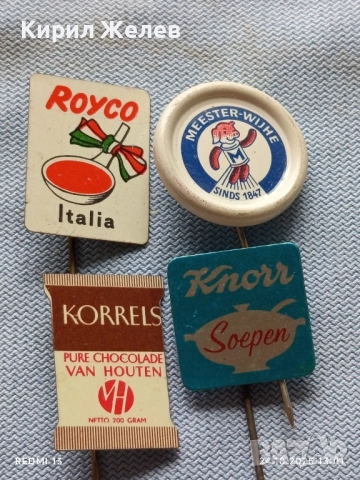 Кирил Желев
ROYCO
Italia
MEESTER-WIJHE
M
SINDS 1847
KORRELS
PURE CHOCOLADE
VAN HOUTEN
VH
NETTO 200 GRAM
Knorr
Soepen
REDMI 13